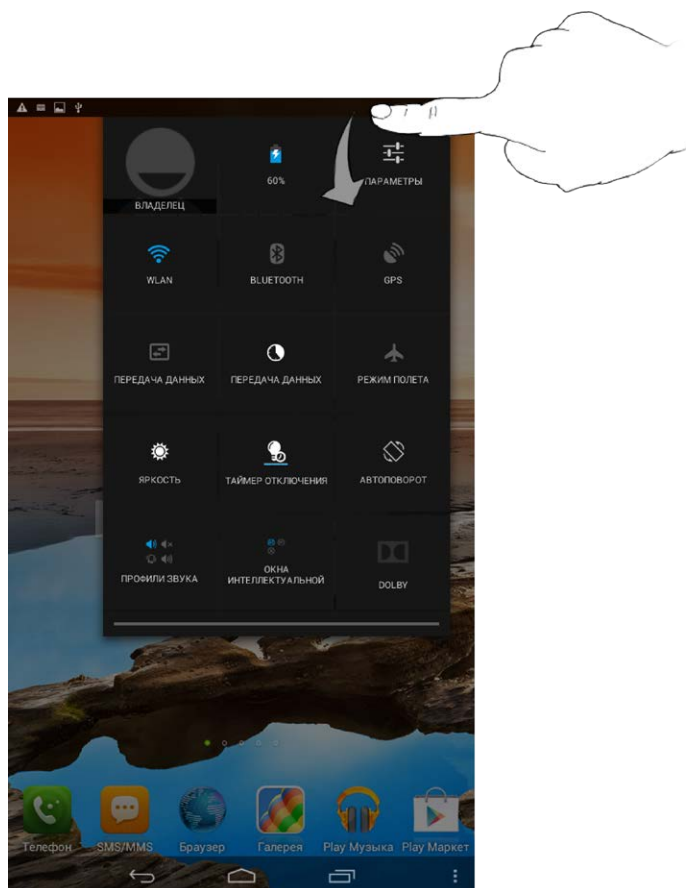 ВЛАДЕЛЕЦ
60%
ПАРАМЕТРЫ
WLAN
BLUETOOTH
GPS
ПЕРЕДАЧА ДАННЫХ
ПЕРЕДАЧА ДАННЫХ
РЕЖИМ ПОЛЕТА
ЯРКОСТЬ
ТАЙМЕР ОТКЛЮЧЕНИЯ
АВТОПОВОРОТ
ПРОФИЛИ ЗВУКА
ОКНА
ИНТЕЛЛЕКТУАЛЬНОЙ
DOLBY
Телефон
SMS/MMS
Браузер
Галерея
Play Музыка
Play Маркет